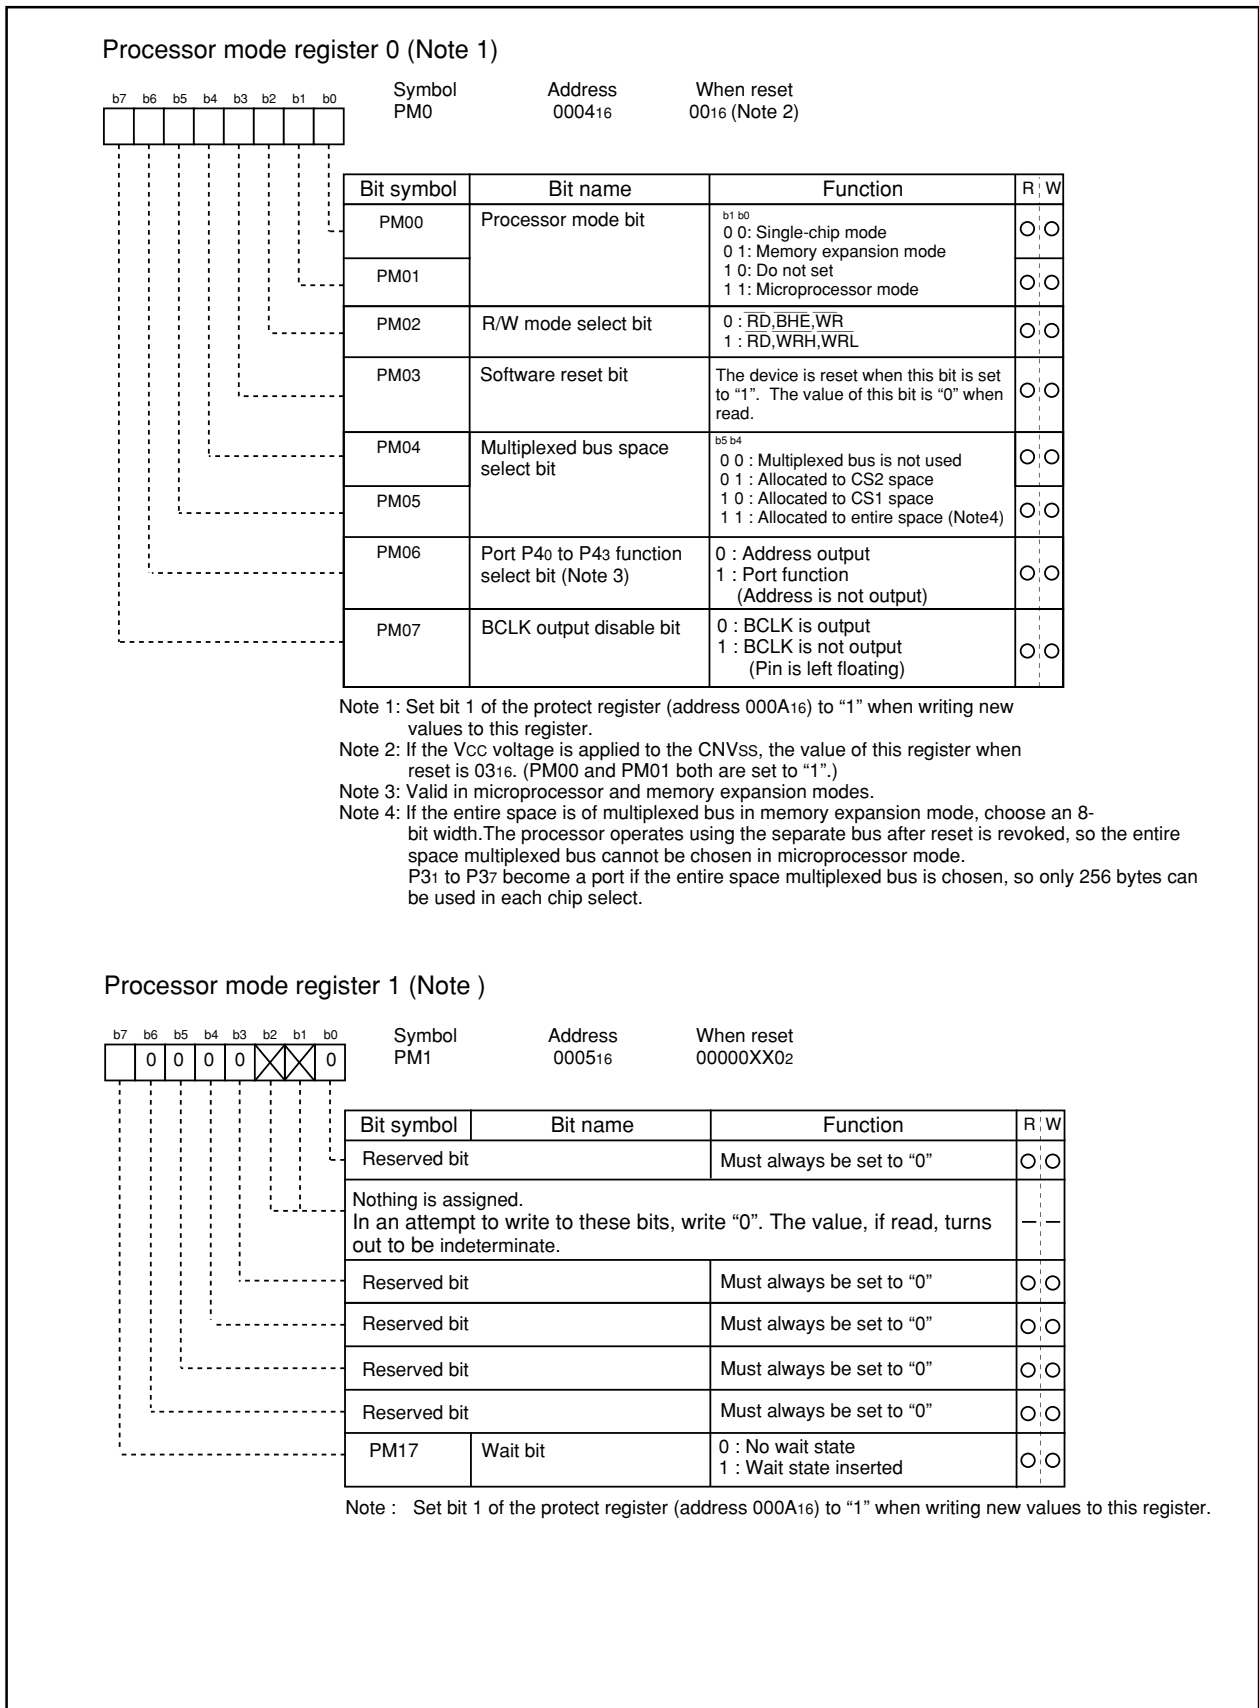 Processor mode register 0 (Note 1)
Symbol Address When reset
PM0 000416 0016 (Note 2)
b7 b6 b5 b4 b3 b2 b1 b0
Bit symbol Bit name Function R W
PM00 Processor mode bit b1 b0
0 0: Single-chip mode
0 1: Memory expansion mode
PM01 1 0: Do not set
1 1: Microprocessor mode
PM02 R/W mode select bit 0 : RD,BHE,WR
1 : RD,WRH,WRL
PM03 Software reset bit The device is reset when this bit is set
to “1”. The value of this bit is “0” when
read.
PM04 Multiplexed bus space b5 b4
select bit 0 0 : Multiplexed bus is not used
0 1 : Allocated to CS2 space
PM05 1 0 : Allocated to CS1 space
1 1 : Allocated to entire space (Note4)
PM06 Port P40 to P43 function 0 : Address output
select bit (Note 3) 1 : Port function
(Address is not output)
PM07 BCLK output disable bit 0 : BCLK is output
1 : BCLK is not output
(Pin is left floating)
Note 1: Set bit 1 of the protect register (address 000A16) to “1” when writing new
values to this register.
Note 2: If the VCC voltage is applied to the CNVSS, the value of this register when
reset is 0316. (PM00 and PM01 both are set to “1”.)
Note 3: Valid in microprocessor and memory expansion modes.
Note 4: If the entire space is of multiplexed bus in memory expansion mode, choose an 8-
bit width.The processor operates using the separate bus after reset is revoked, so the entire
space multiplexed bus cannot be chosen in microprocessor mode.
P31 to P37 become a port if the entire space multiplexed bus is chosen, so only 256 bytes can
be used in each chip select.
Processor mode register 1 (Note )
Symbol Address When reset
PM1 000516 00000XX02
b7 b6 b5 b4 b3 b2 b1 b0
0 0 0 0 0
Bit symbol Bit name Function R W
Reserved bit Must always be set to “0”
Nothing is assigned.
In an attempt to write to these bits, write “0”. The value, if read, turns
out to be indeterminate.
Reserved bit Must always be set to “0”
Reserved bit Must always be set to “0”
Reserved bit Must always be set to “0”
Reserved bit Must always be set to “0”
PM17 Wait bit 0 : No wait state
1 : Wait state inserted
Note : Set bit 1 of the protect register (address 000A16) to “1” when writing new values to this register.